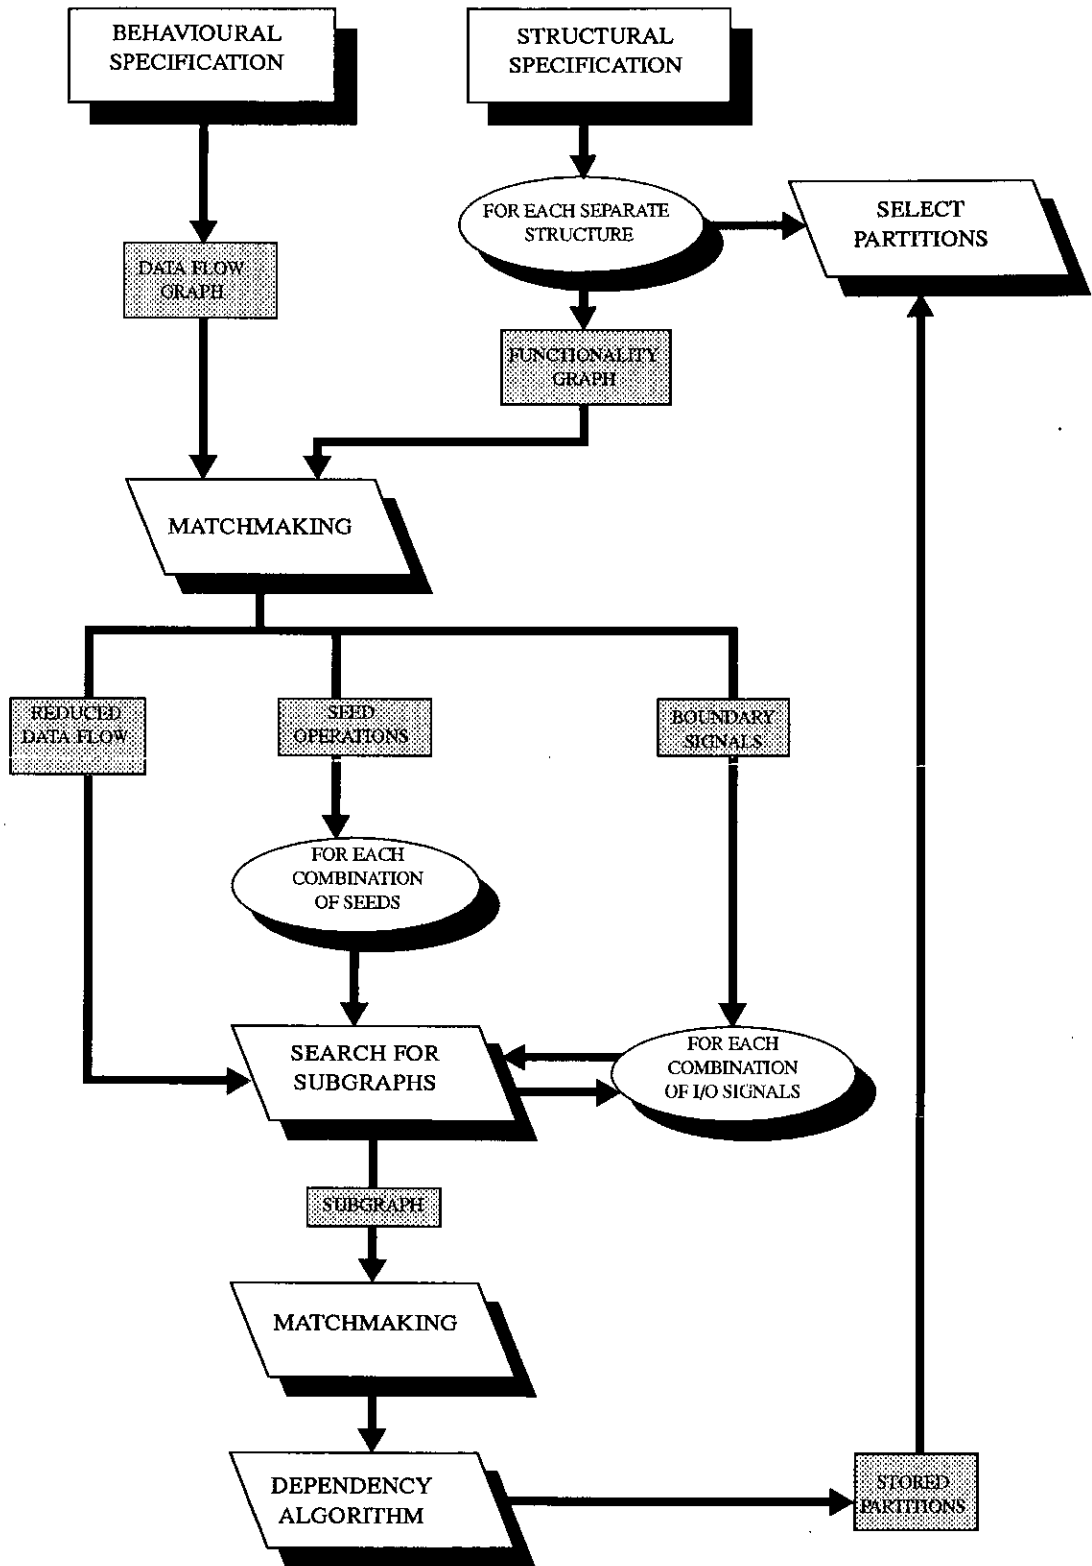 BEHAVIOURAL
SPECIFICATION
STRUCTURAL
SPECIFICATION
FOR EACH SEPARATE
STRUCTURE
SELECT
PARTITIONS
DATA FLOW
GRAPH
FUNCTIONALITY
GRAPH
MATCHMAKING
REDUCED
DATA FLOW
SEED
OPERATIONS
BOUNDARY
SIGNALS
FOR EACH
COMBINATION
OF SEEDS
SEARCH FOR
SUBGRAPHS
FOR EACH
COMBINATION
OF I/O SIGNALS
SUBGRAPH
MATCHMAKING
DEPENDENCY
ALGORITHM
STORED
PARTITIONS